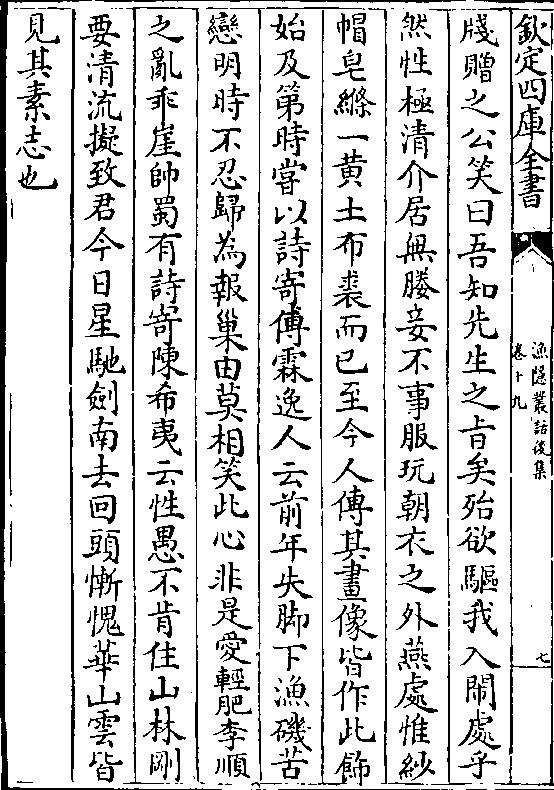 欽定四庫全書
漁隱叢話後集
卷十九
七
牋贈之公笑曰吾知先生之㫖矣殆欲驅我入閙處乎
然性極清介居無媵妾不事服玩朝衣之外燕處惟紗
帽皂縧一黄土布裘而已至今人傳其畫像皆作此飾
始及第時嘗以詩寄傅霖逸人云前年失脚下漁磯苦
戀明時不忍歸為報巢由莫相笑此心非是愛輕肥李順
之亂乖崖帥蜀有詩寄陳希夷云性愚不肯住山林剛
要清流擬致君今日星馳劍南去回頭慚愧華山雲皆
見其素志也